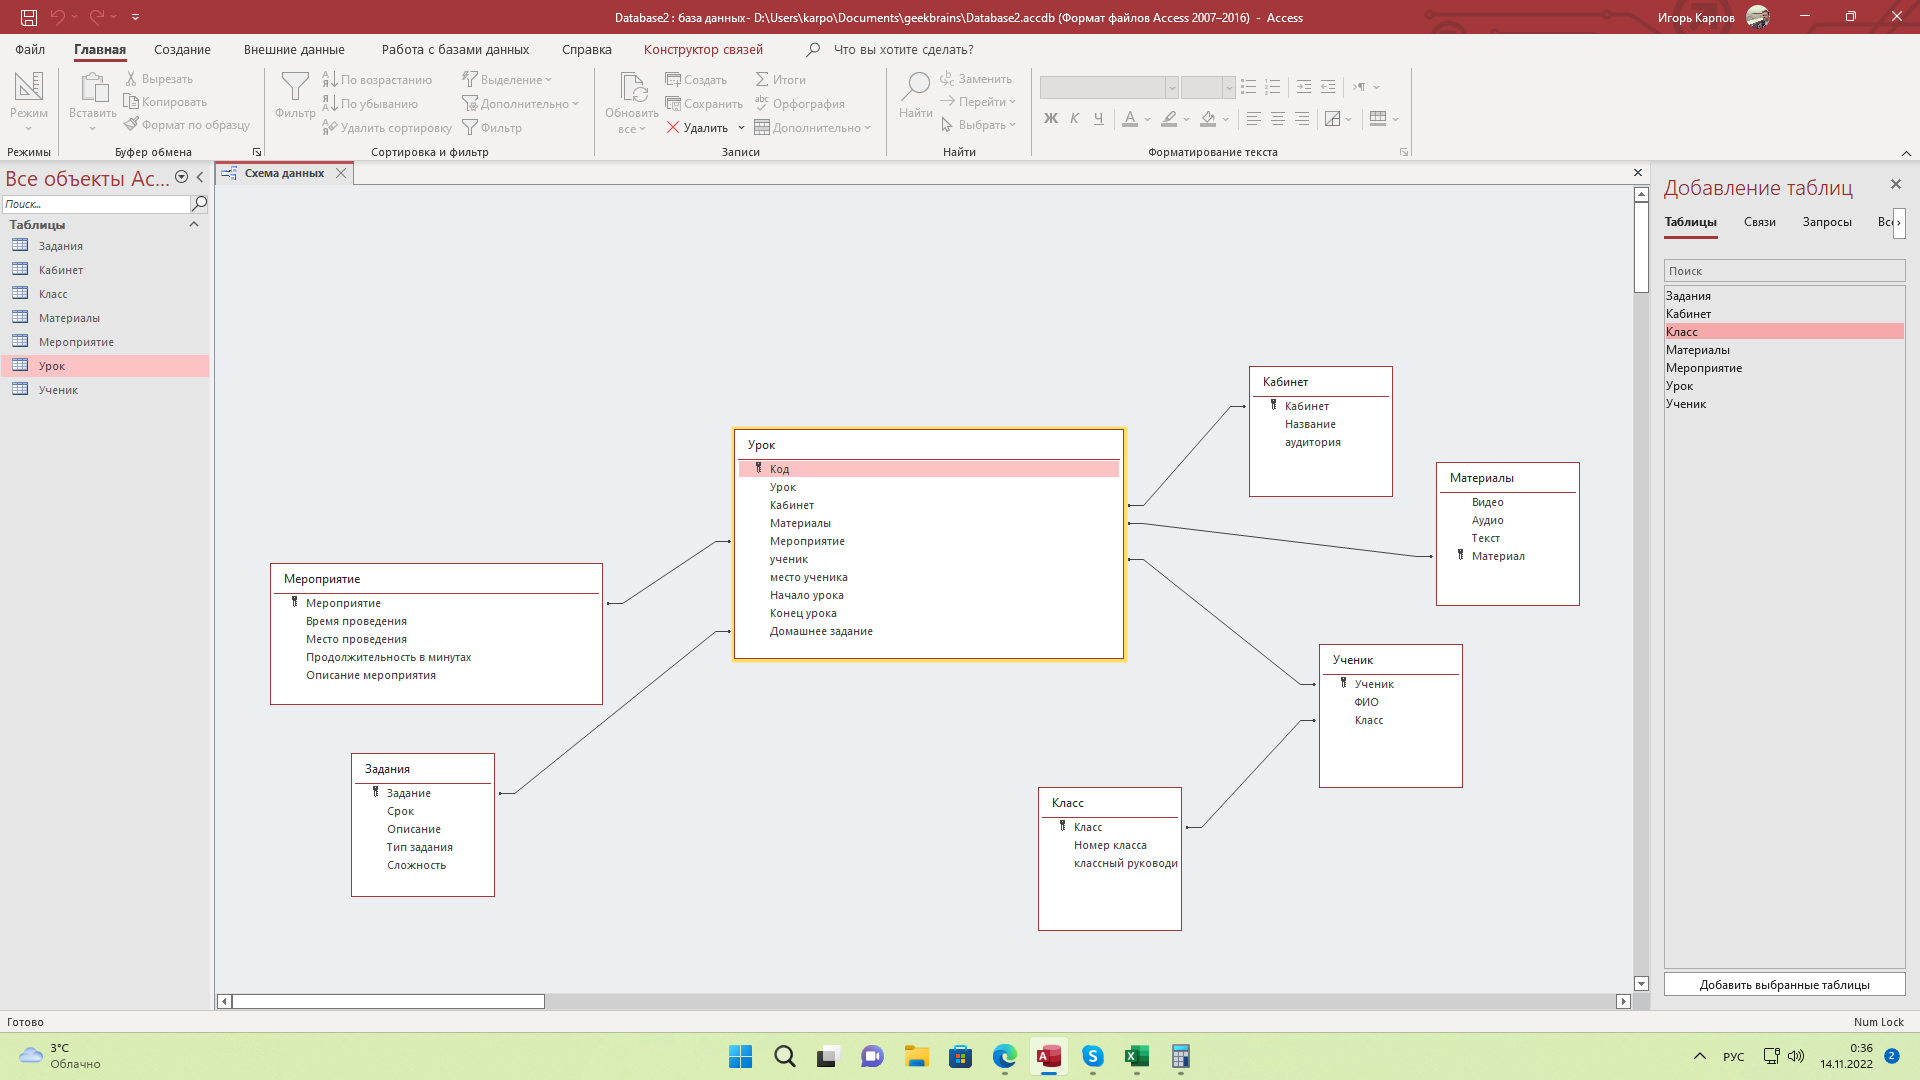 Database2 : база данных- D:\Users\karpo\Documents\geekbrains\Database2.accdb (Формат файлов Access 2007–2016) - Access
Игорь Карпов
Файл
Главная
Создание
Внешние данные
Работа с базами данных
Справка
Конструктор связей
Что вы хотите сделать?
Режим
Режимы
Вставить
Вырезать
Копировать
Формат по образцу
Буфер обмена
Фильтр
По возрастанию
По убыванию
Удалить сортировку
Выделение
Дополнительно
Фильтр
Сортировка и фильтр
Обновить
все
Создать
Сохранить
Удалить
Итоги
Орфография
Дополнительно
Записи
Найти
Заменить
Перейти
Выбрать
Найти
Ж К Ч А
Форматирование текста
Все объекты Ac...
Поиск...
Таблицы
Задания
Кабинет
Класс
Материалы
Мероприятие
Урок
Ученик
Схема данных
Мероприятие
Мероприятие
Время проведения
Место проведения
Продолжительность в минутах
Описание мероприятия
Задания
Задание
Срок
Описание
Тип задания
Сложность
Урок
Код
Урок
Кабинет
Материалы
Мероприятие
ученик
место ученика
Начало урока
Конец урока
Домашнее задание
Кабинет
Кабинет
Название
аудитория
Материалы
Видео
Аудио
Текст
Материал
Ученик
Ученик
ФИО
Класс
Класс
Класс
Номер класса
классный руководи
Добавление таблиц
Таблицы
Связи
Запросы
Все
Поиск
Задания
Кабинет
Класс
Материалы
Мероприятие
Урок
Ученик
Добавить выбранные таблицы
Готово
Num Lock
3°C
Облачно
РУС
0:36
14.11.2022
2